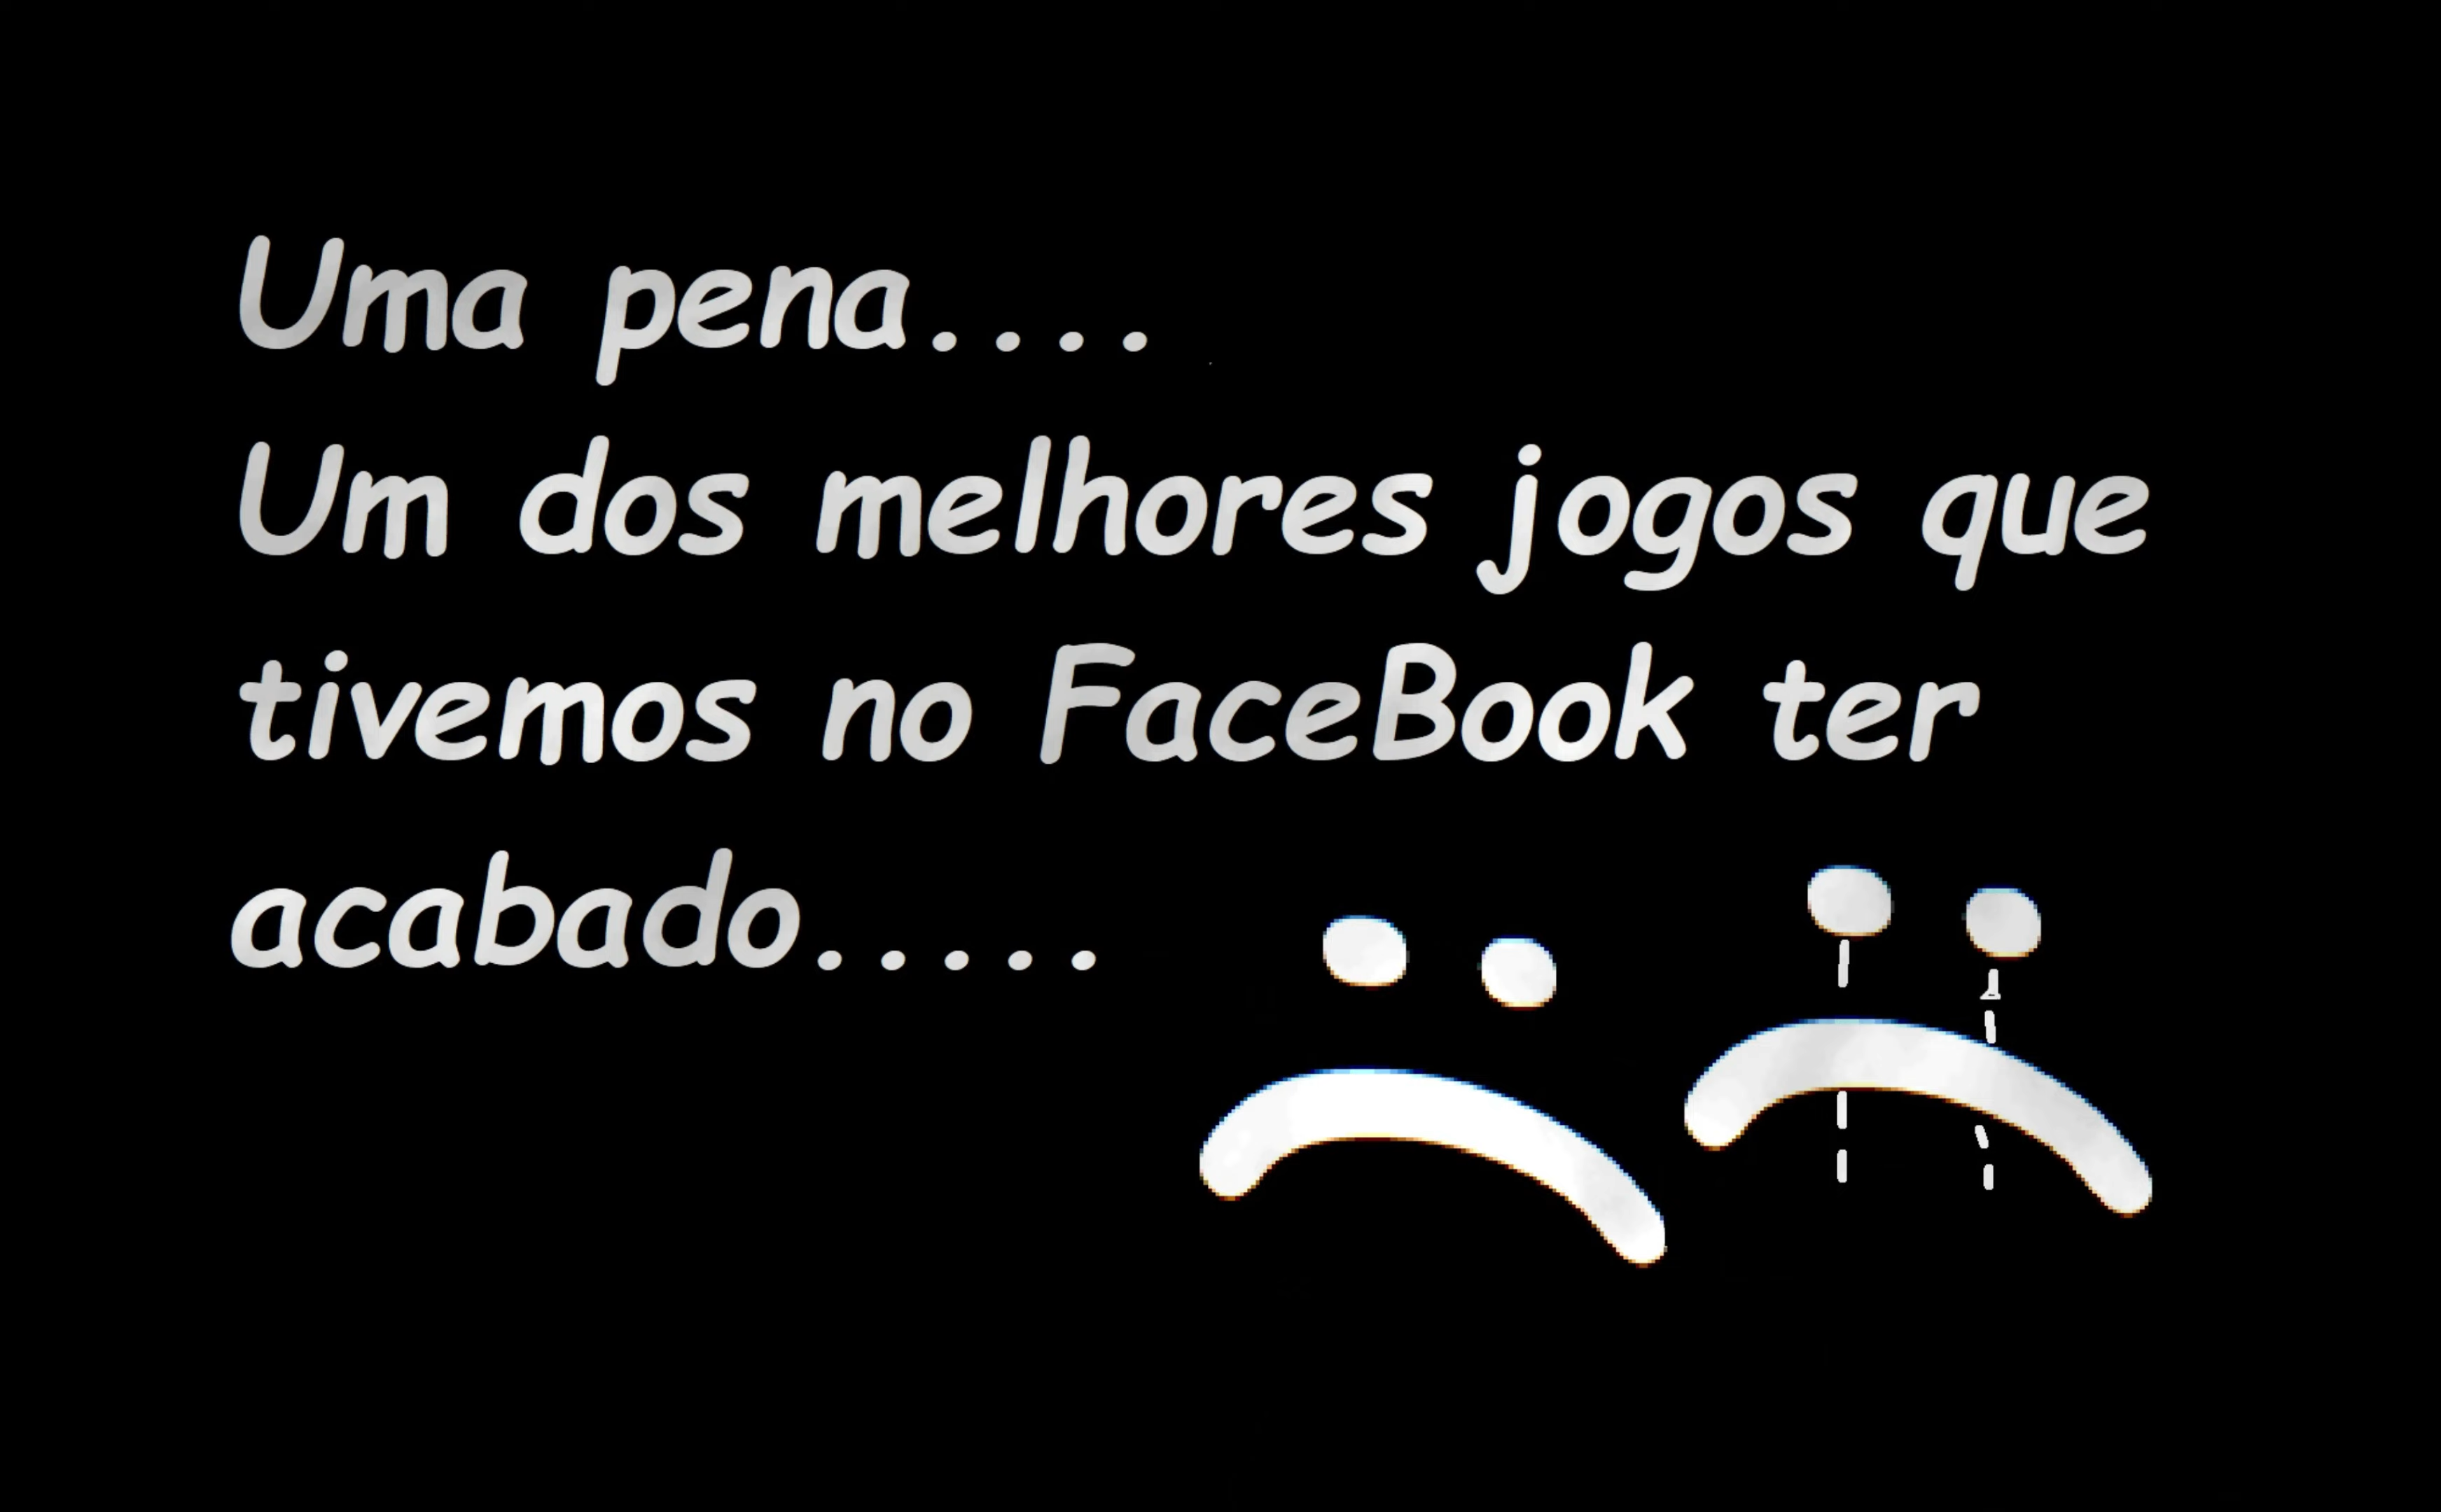 Uma pena....
Um dos melhores jogos que
tivemos no FaceBook ter
acabado.....